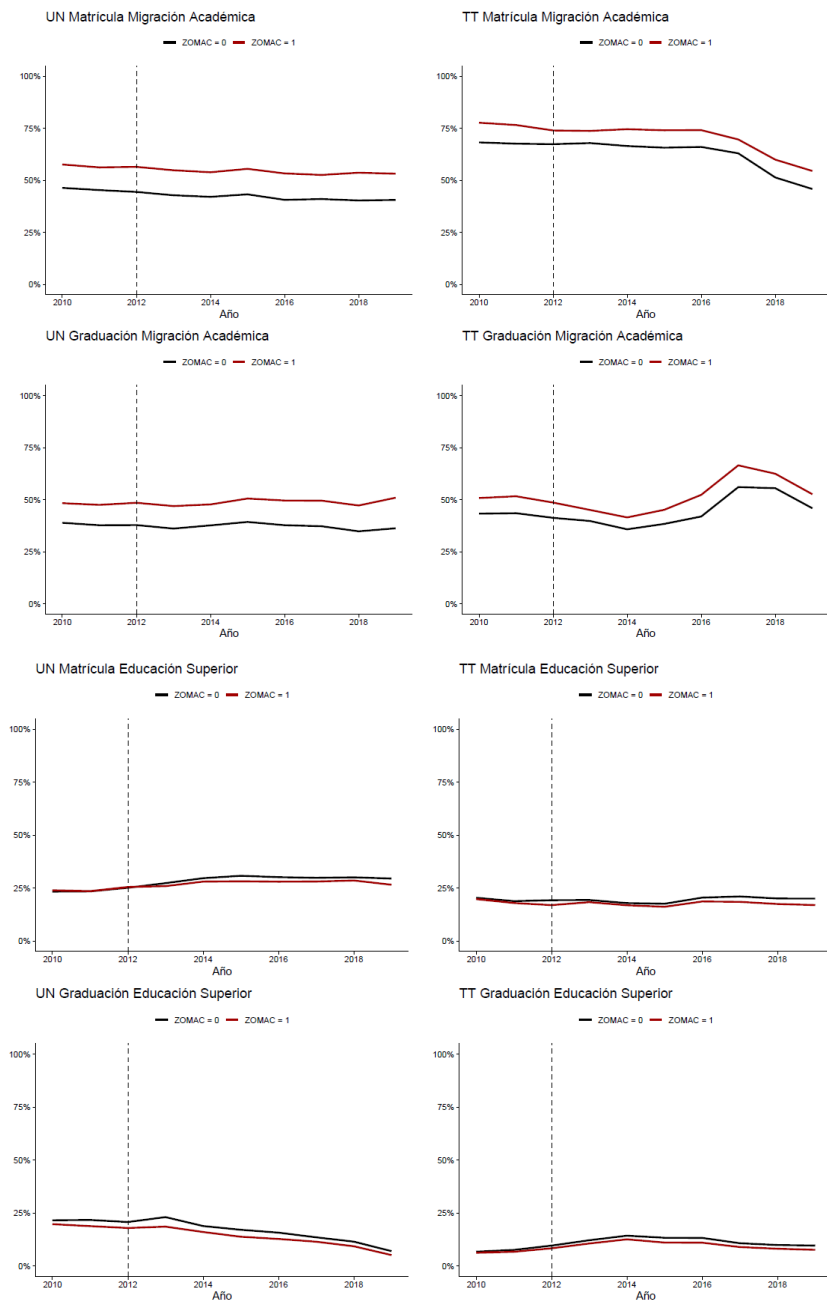 UN Matrícula Migración Académica
ZOMAC = 0 ZOMAC = 1
100%
75%
50%
25%
0%
2010 2012 2014 2016 2018
Año
TT Matrícula Migración Académica
ZOMAC = 0 ZOMAC = 1
100%
75%
50%
25%
0%
2010 2012 2014 2016 2018
Año
UN Graduación Migración Académica
ZOMAC = 0 ZOMAC = 1
100%
75%
50%
25%
0%
2010 2012 2014 2016 2018
Año
TT Graduación Migración Académica
ZOMAC = 0 ZOMAC = 1
100%
75%
50%
25%
0%
2010 2012 2014 2016 2018
Año
UN Matrícula Educación Superior
ZOMAC = 0 ZOMAC = 1
100%
75%
50%
25%
0%
2010 2012 2014 2016 2018
Año
TT Matrícula Educación Superior
ZOMAC = 0 ZOMAC = 1
100%
75%
50%
25%
0%
2010 2012 2014 2016 2018
Año
UN Graduación Educación Superior
ZOMAC = 0 ZOMAC = 1
100%
75%
50%
25%
0%
2010 2012 2014 2016 2018
Año
TT Graduación Educación Superior
ZOMAC = 0 ZOMAC = 1
100%
75%
50%
25%
0%
2010 2012 2014 2016 2018
Año